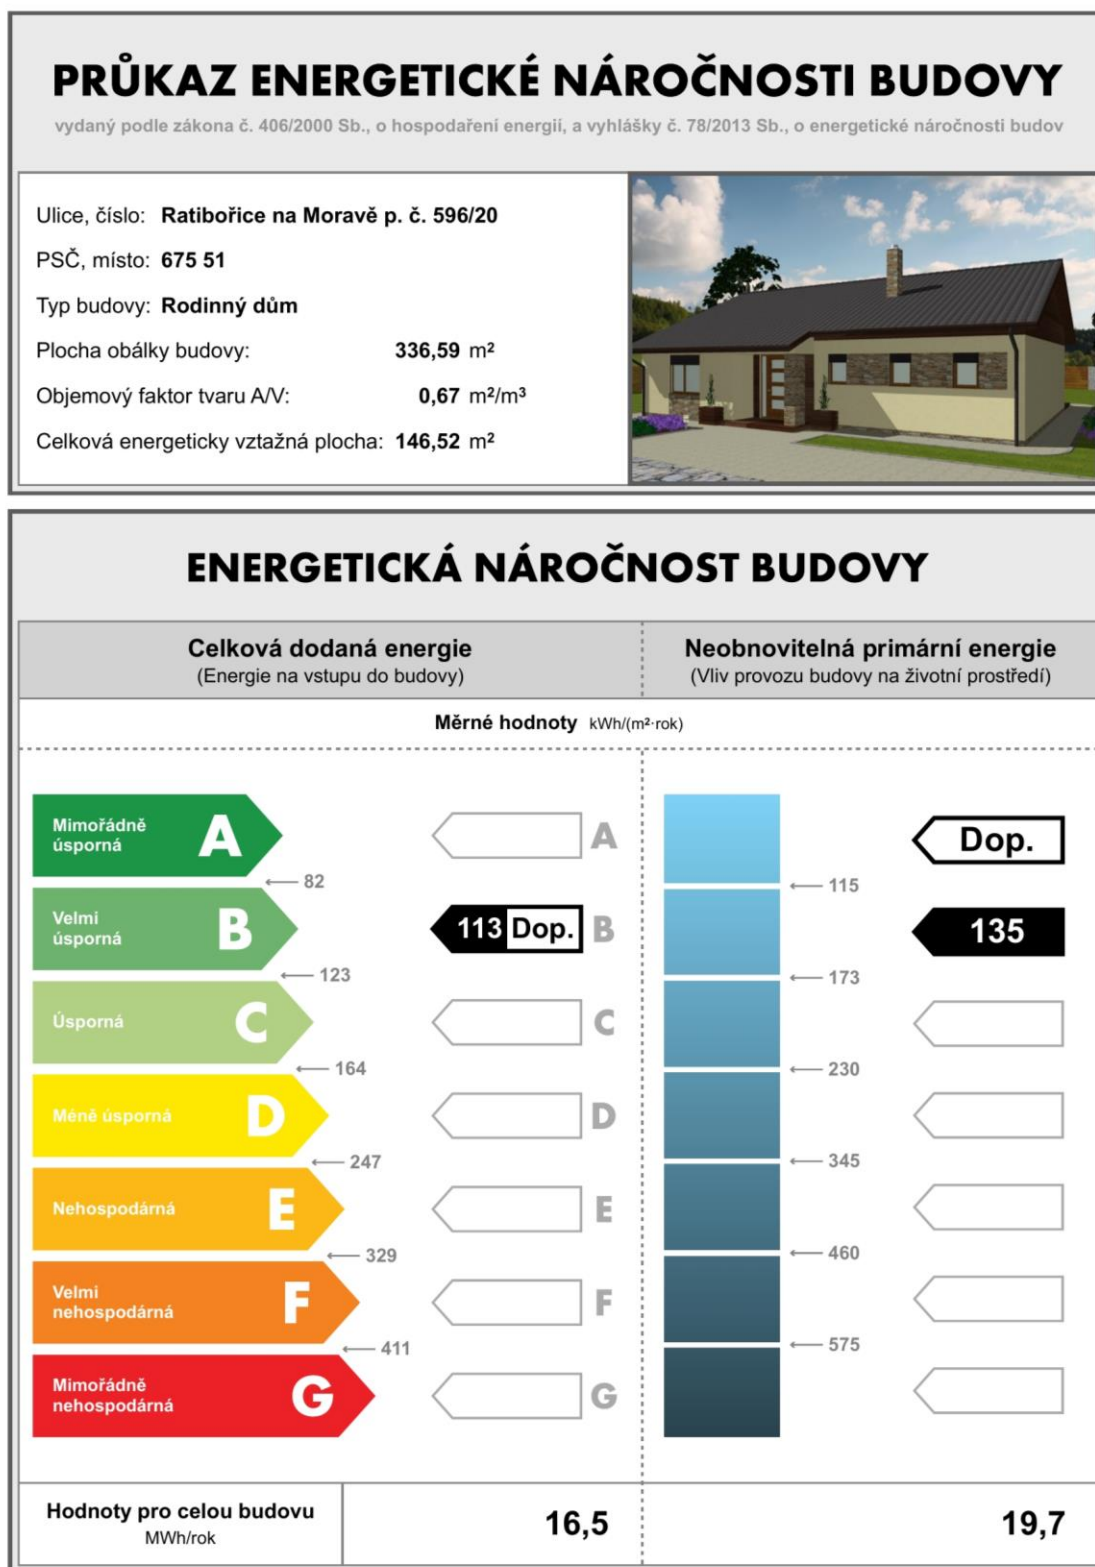 PRŮKAZ ENERGETICKÉ NÁROČNOSTI BUDOVY
vydaný podle zákona č. 406/2000 Sb., o hospodaření energií, a vyhlášky č. 78/2013 Sb., o energetické náročnosti budov
Ulice, číslo: Ratibořice na Moravě p. č. 596/20
PSČ, místo: 675 51
Typ budovy: Rodinný dům
Plocha obálky budovy: 336,59 m²
Objemový faktor tvaru A/V: 0,67 m²/m³
Celková energeticky vztažná plocha: 146,52 m²
ENERGETICKÁ NÁROČNOST BUDOVY
Celková dodaná energie
(Energie na vstupu do budovy)
Neobnovitelná primární energie
(Vliv provozu budovy na životní prostředí)
Měrné hodnoty kWh/(m²·rok)
Mimořádně
úsporná
A
A
Dop.
← 82
← 115
Velmi
úsporná
B
113 Dop.
B
135
← 123
← 173
Úsporná
C
C
← 164
← 230
Méně úsporná
D
D
← 247
← 345
Nehospodárná
E
E
← 329
← 460
Velmi
nehospodárná
F
F
← 411
← 575
Mimořádně
nehospodárná
G
G
Hodnoty pro celou budovu
MWh/rok
16,5
19,7